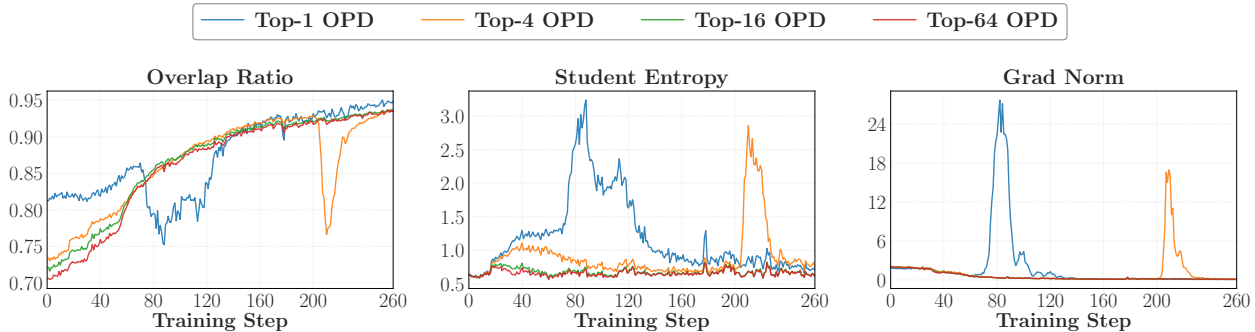 Top-1 OPD Top-4 OPD Top-16 OPD Top-64 OPD
Overlap Ratio
0.95
0.90
0.85
0.80
0.75
0.70
0 40 80 120 160 200 260
Training Step
Student Entropy
3.0
2.5
2.0
1.5
1.0
0.5
0 40 80 120 160 200 260
Training Step
Grad Norm
24
18
12
6
0
0 40 80 120 160 200 260
Training Step